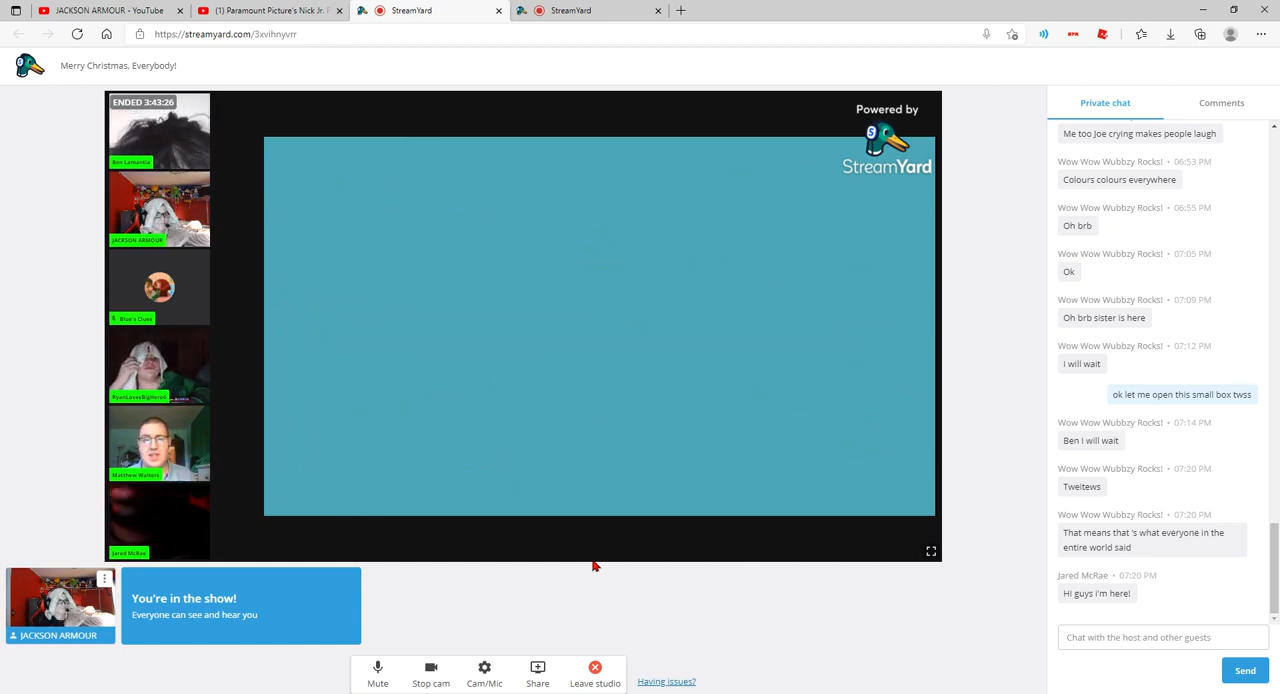 JACKSON ARMOUR - YouTube
(1) Paramount Picture's Nick Jr. F
StreamYard
StreamYard
https://streamyard.com/3xvihnyvrr
Merry Christmas, Everybody!
ENDED 3:43:26
Ben Lamantia
JACKSON ARMOUR
Blue's Clues
RyanLovesBigHero6
Matthew Walters
Jared McRae
Powered by
StreamYard
JACKSON ARMOUR
You're in the show!
Everyone can see and hear you
Mute
Stop cam
Cam/Mic
Share
Leave studio
Having issues?
Private chat
Comments
Me too Joe crying makes people laugh
Wow Wow Wubbzy Rocks! • 06:53 PM
Colours colours everywhere
Wow Wow Wubbzy Rocks! • 06:55 PM
Oh brb
Wow Wow Wubbzy Rocks! • 07:05 PM
Ok
Wow Wow Wubbzy Rocks! • 07:09 PM
Oh brb sister is here
Wow Wow Wubbzy Rocks! • 07:12 PM
I will wait
ok let me open this small box twss
Wow Wow Wubbzy Rocks! • 07:14 PM
Ben I will wait
Wow Wow Wubbzy Rocks! • 07:20 PM
Tweitews
Wow Wow Wubbzy Rocks! • 07:20 PM
That means that 's what everyone in the
entire world said
Jared McRae • 07:20 PM
HI guys i'm here!
Chat with the host and other guests
Send